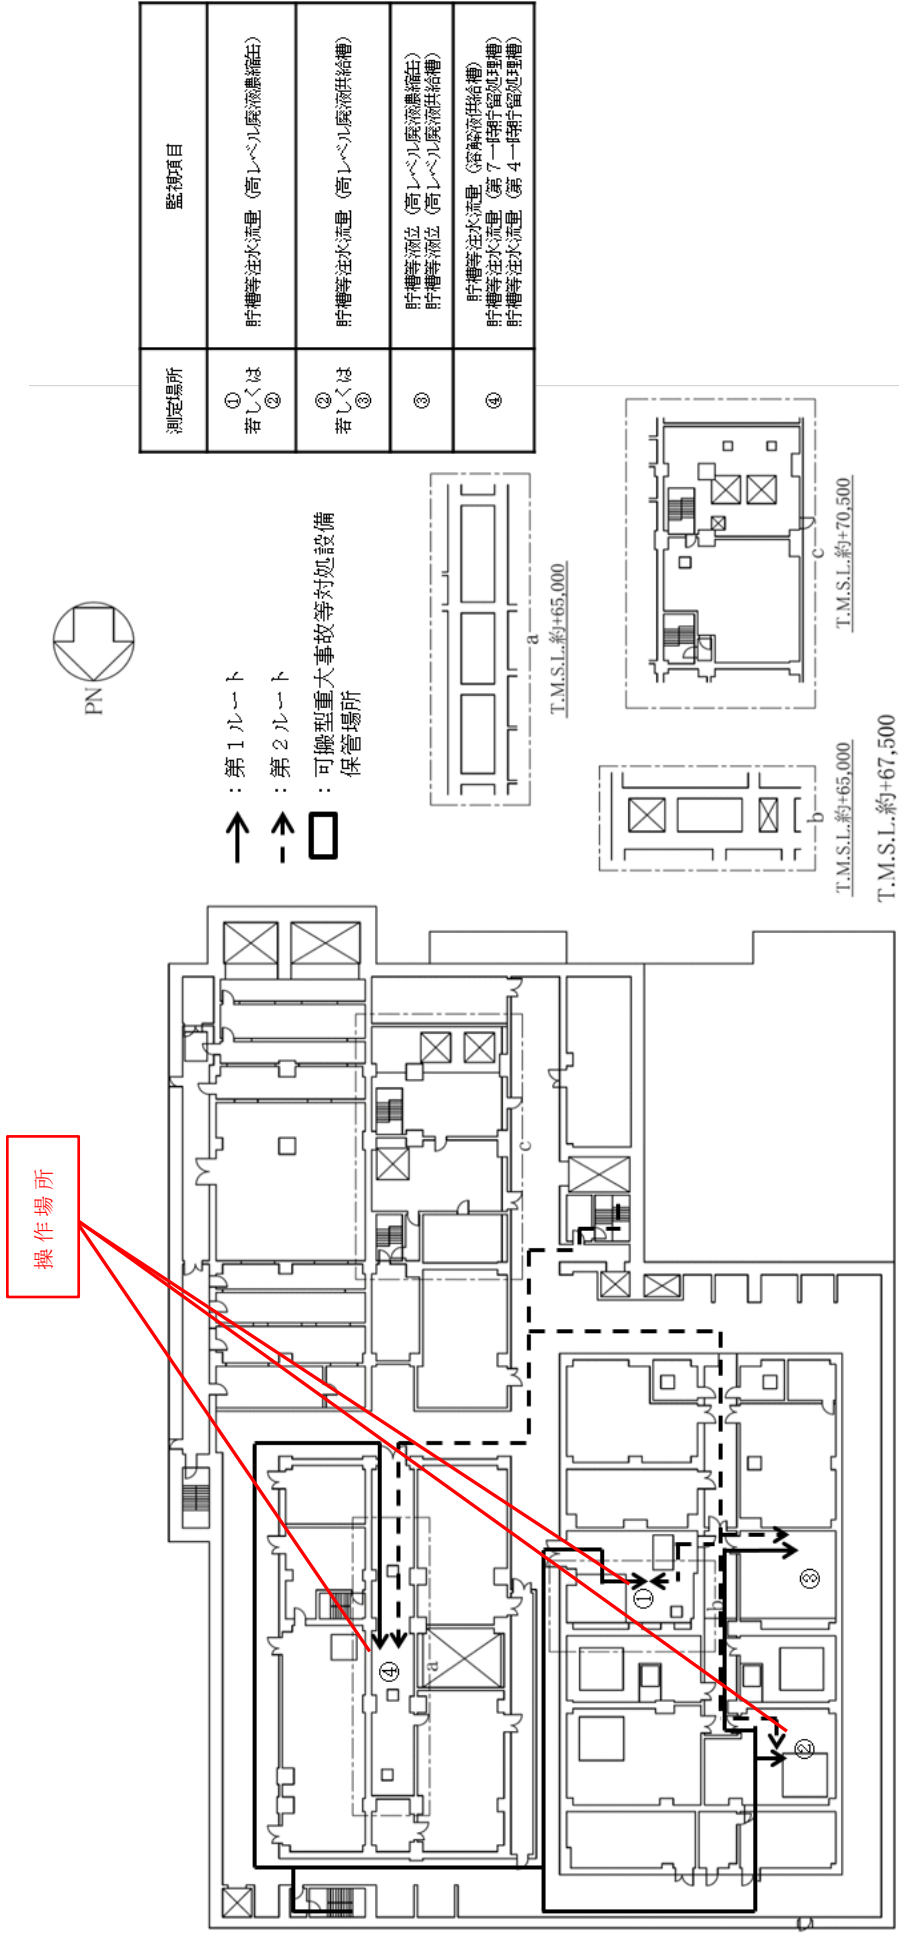 測定場所
監視項目
①
若しくは
②
貯槽等注水流量（高レベル廃液濃縮缶）
②
若しくは
③
貯槽等注水流量（高レベル廃液供給槽）
③
貯槽等液位（高レベル廃液濃縮缶）
貯槽等液位（高レベル廃液供給槽）
④
貯槽等注水流量（溶解液供給槽）
貯槽等注水流量（第７一時貯留処理槽）
貯槽等注水流量（第４一時貯留処理槽）
PN
：第１ルート
：第２ルート
：可搬型重大事故等対処設備
保管場所
a
T.M.S.L.約+65,000
c
T.M.S.L.約+70,500
b
T.M.S.L.約+65,000
T.M.S.L.約+67,500
操作場所
c
④
a
①
b
③
②